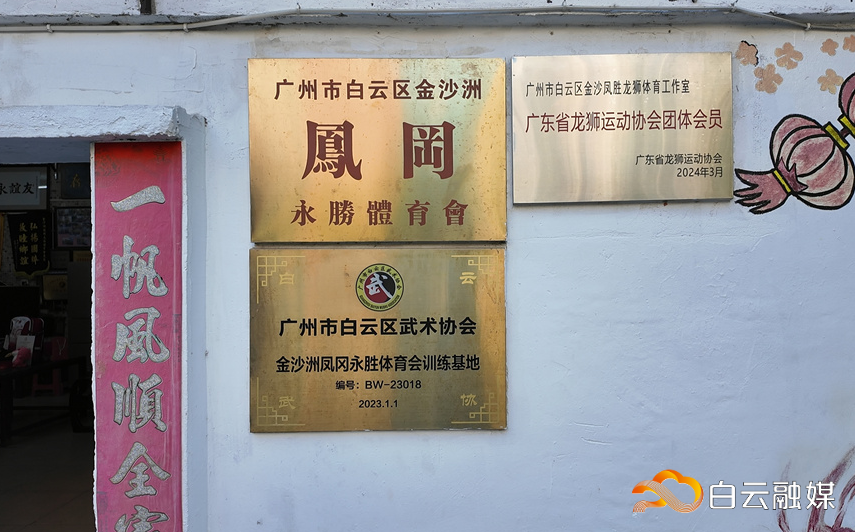 广州市白云区金沙洲
鳳岡
永勝體育會
广州市白云区金沙凤胜龙狮体育工作室
广东省龙狮运动协会团体会员
广东省龙狮运动协会
2024年3月
白云
武
广州市白云区武术协会
金沙洲凤冈永胜体育会训练基地
编号：BW-23018
2023.1.1
武协
一帆風順全
白云融媒